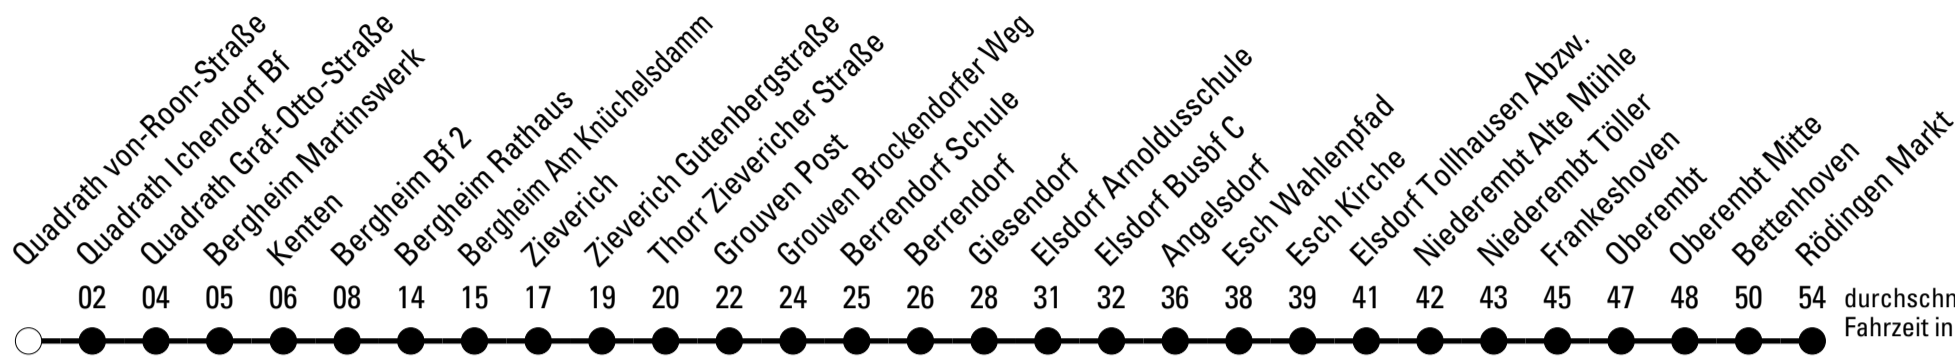 Quadrath von-Roon-Straße
Quadrath Ichendorf Bf
Quadrath Graf-Otto-Straße
Bergheim Martinswerk
Kenten
Bergheim Bf 2
Bergheim Rathaus
Bergheim Am Knüchelsdamm
Zieverich
Zieverich Gutenbergstraße
Thorr Zievericher Straße
Grouven Post
Grouven Brockendorfer Weg
Berrendorf Schule
Berrendorf
Giesendorf
Elsdorf Arnoldusschule
Elsdorf Busbf C
Angelsdorf
Esch Wahlenpfad
Esch Kirche
Elsdorf Tollhausen Abzw.
Niederembt Alte Mühle
Niederembt Töller
Frankeshoven
Oberembt
Oberembt Mitte
Bettenhoven
Rödingen Markt
02 04 05 06 08 14 15 17 19 20 22 24 25 26 28 31 32 36 38 39 41 42 43 45 47 48 50 54 durchschn
Fahrzeit in